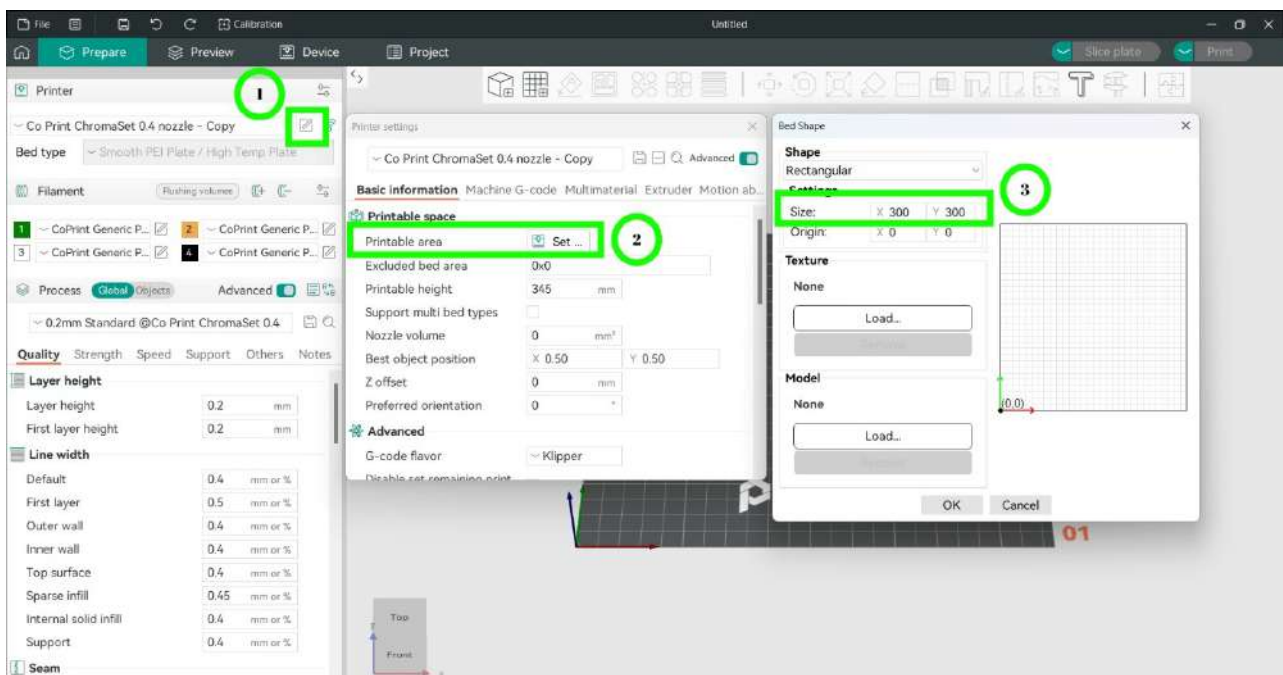 File Calibration Untitled
Prepare Preview Device Project Slice plate Print
Printer
1
Co Print ChromaSet 0.4 nozzle - Copy
Bed type Smooth PEI Plate / High Temp Plate
Filament Flushing volumes
1 CoPrint Generic P... 2 CoPrint Generic P...
3 CoPrint Generic P... 4 CoPrint Generic P...
Process Global Objects Advanced
0.2mm Standard @Co Print ChromaSet 0.4
Quality Strength Speed Support Others Notes
Layer height
Layer height 0.2 mm
First layer height 0.2 mm
Line width
Default 0.4 mm or %
First layer 0.5 mm or %
Outer wall 0.4 mm or %
Inner wall 0.4 mm or %
Top surface 0.4 mm or %
Sparse infill 0.45 mm or %
Internal solid infill 0.4 mm or %
Support 0.4 mm or %
Seam
Printer settings
Co Print ChromaSet 0.4 nozzle - Copy Advanced
Basic information Machine G-code Multimaterial Extruder Motion ab...
Printable space
Printable area Set ...
2
Excluded bed area 0x0
Printable height 345 mm
Support multi bed types
Nozzle volume 0 mm³
Best object position X 0.50 Y 0.50
Z offset 0 mm
Preferred orientation 0 °
Advanced
G-code flavor Klipper
Disable set remaining print
Bed Shape
Shape
Rectangular
Settings
3
Size: X 300 Y 300
Origin: X 0 Y 0
Texture
None
Load...
Remove
Model
None
Load...
Remove
(0,0)
OK Cancel
01
Top
Front